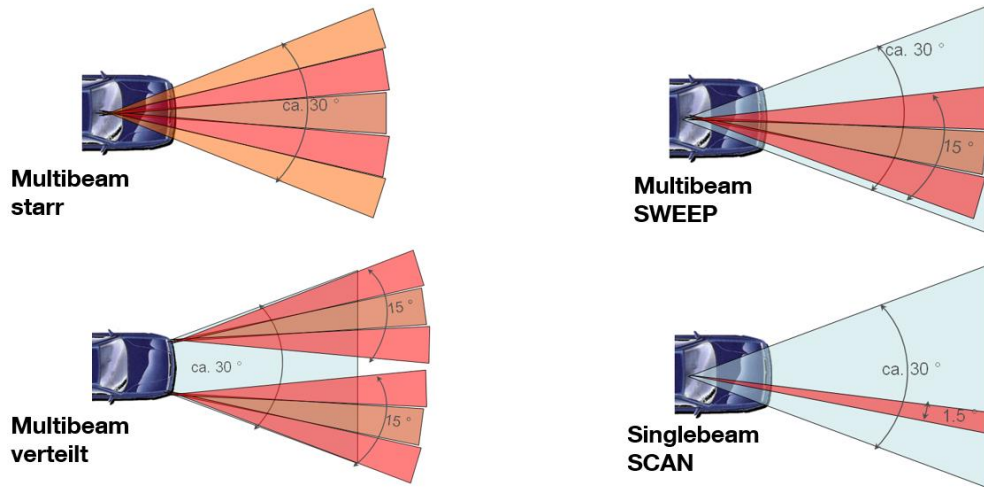 ca. 30 °
Multibeam
starr
ca. 30 °
15 °
Multibeam
SWEEP
15 °
ca. 30 °
15 °
Multibeam
verteilt
ca. 30 °
1.5 °
Singlebeam
SCAN